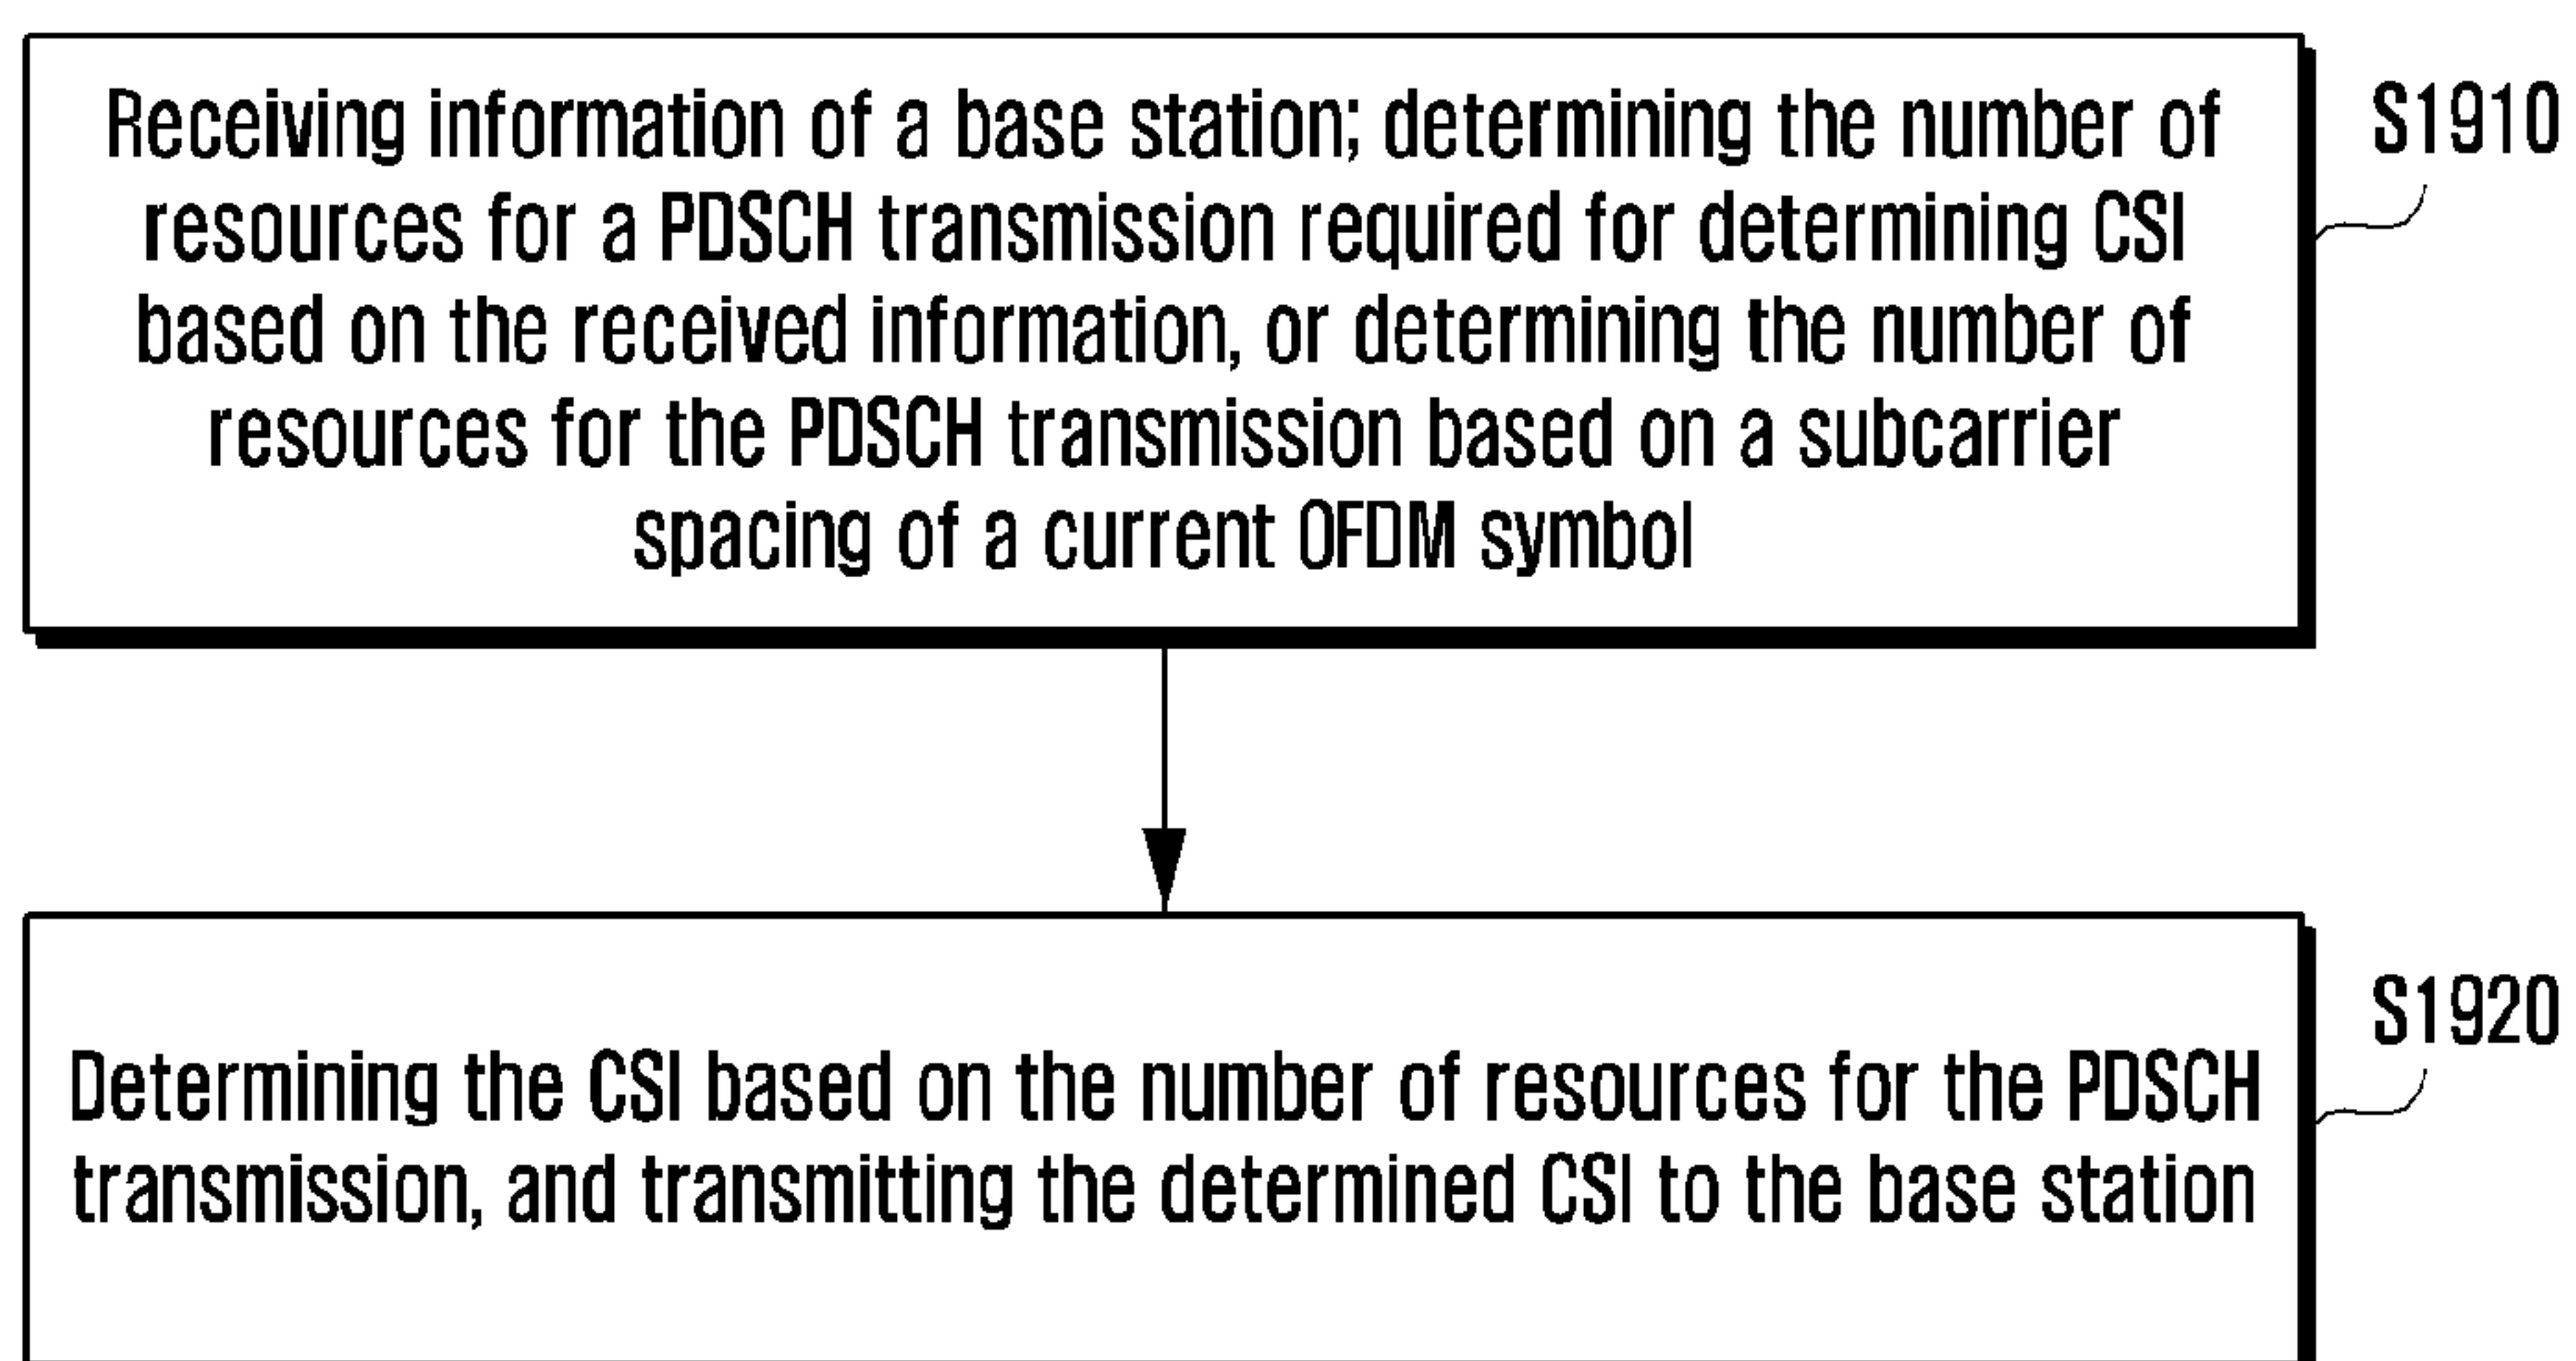 Receiving information of a base station; determining the number of
resources for a PDSCH transmission required for determining CSI
based on the received information, or determining the number of
resources for the PDSCH transmission based on a subcarrier
spacing of a current OFDM symbol
S1910
Determining the CSI based on the number of resources for the PDSCH
transmission, and transmitting the determined CSI to the base station
S1920